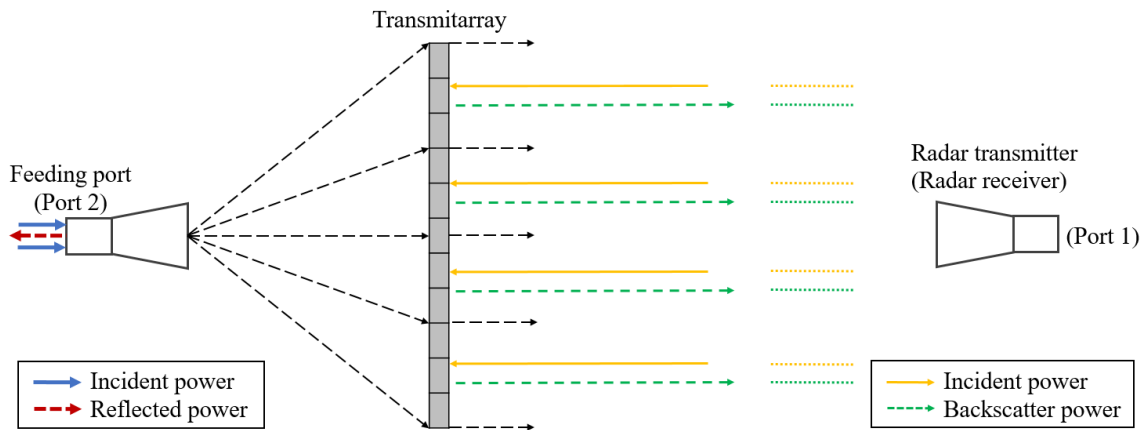 Transmitarray
Feeding port
(Port 2)
Radar transmitter
(Radar receiver)
(Port 1)
Incident power
Reflected power
Incident power
Backscatter power